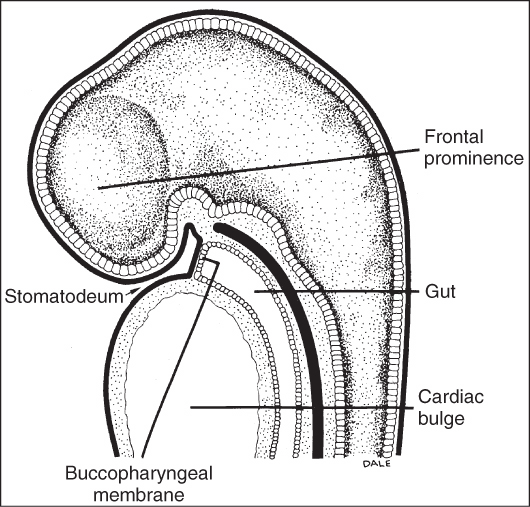 Frontal
prominence
Stomatodeum
Gut
Cardiac
bulge
DALE
Buccopharyngeal
membrane